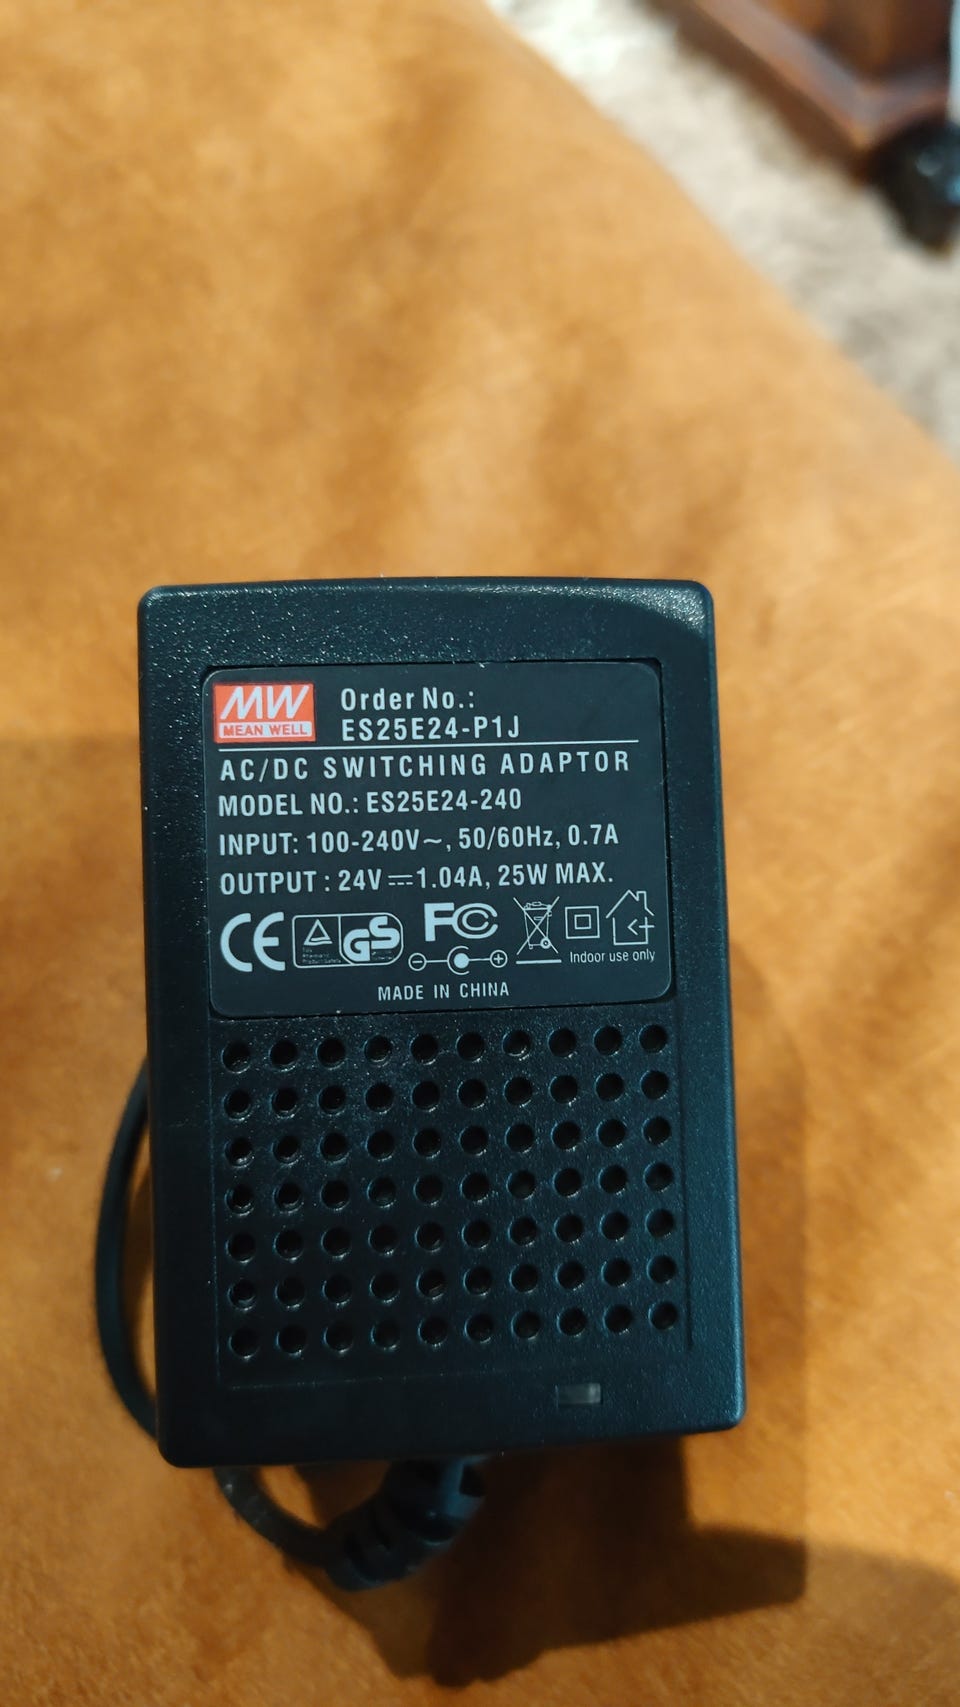 MW
MEAN WELL
Order No.:
ES25E24-P1J
AC/DC SWITCHING ADAPTOR
MODEL NO.: ES25E24-240
INPUT: 100-240V~, 50/60Hz, 0.7A
OUTPUT : 24V⎓1.04A, 25W MAX.
CE
GS
FC
Indoor use only
MADE IN CHINA